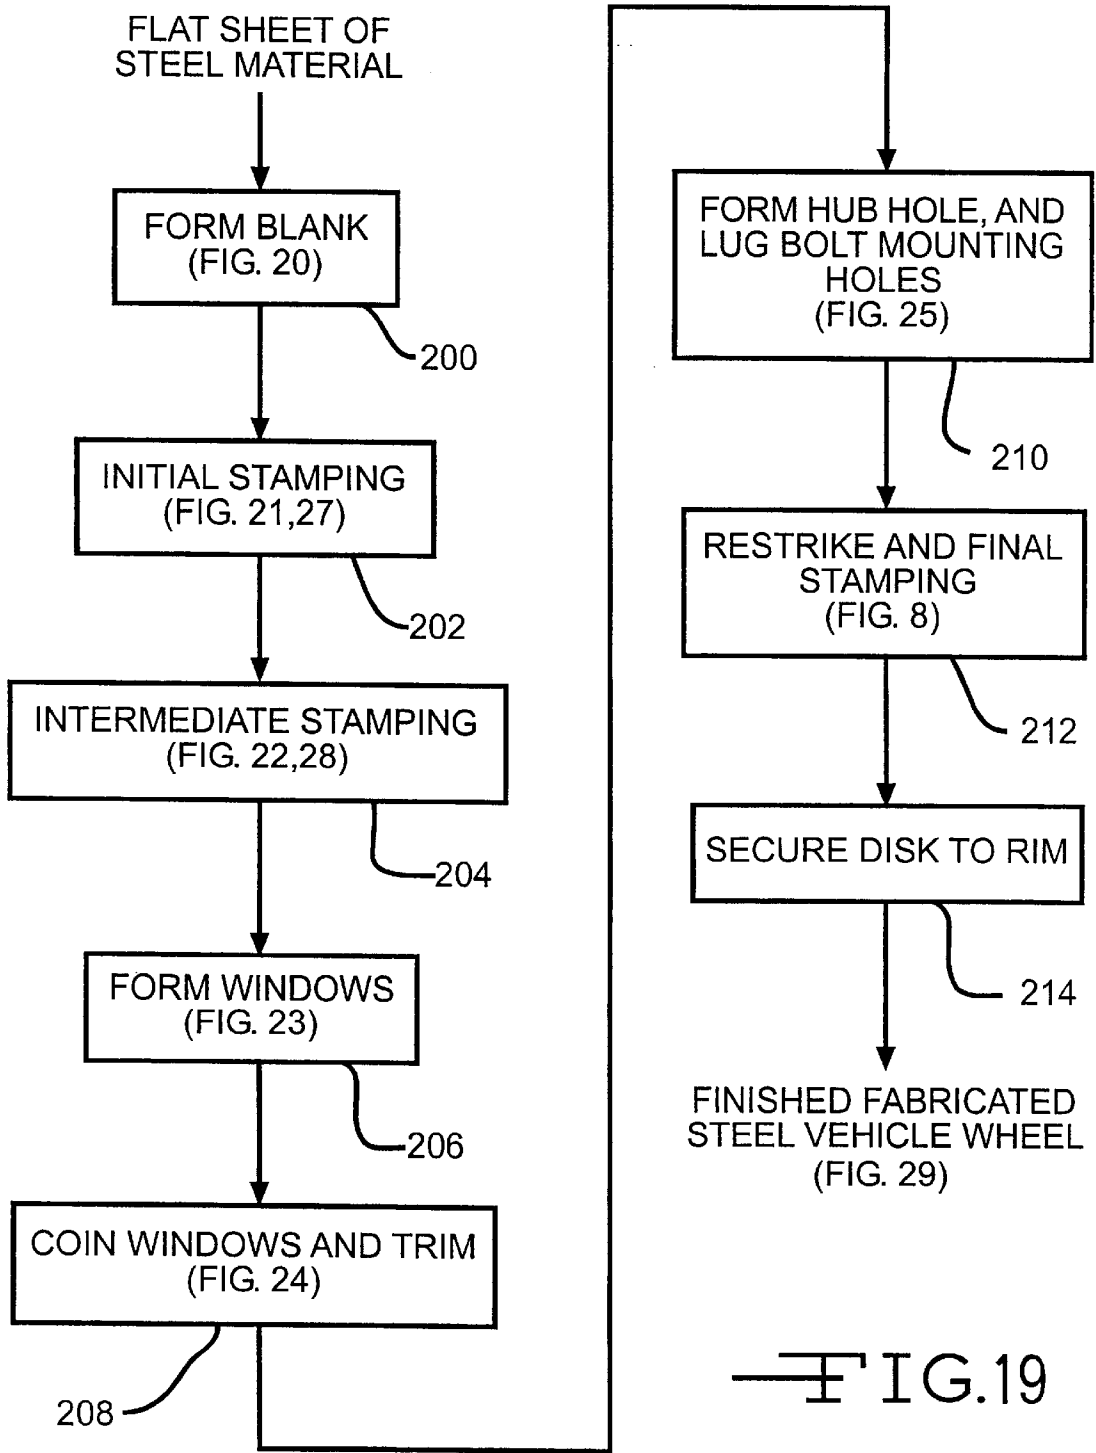 FLAT SHEET OF
STEEL MATERIAL
FORM BLANK
(FIG. 20)
200
INITIAL STAMPING
(FIG. 21,27)
202
INTERMEDIATE STAMPING
(FIG. 22,28)
204
FORM WINDOWS
(FIG. 23)
206
COIN WINDOWS AND TRIM
(FIG. 24)
208
FORM HUB HOLE, AND
LUG BOLT MOUNTING
HOLES
(FIG. 25)
210
RESTRIKE AND FINAL
STAMPING
(FIG. 8)
212
SECURE DISK TO RIM
214
FINISHED FABRICATED
STEEL VEHICLE WHEEL
(FIG. 29)
FIG.19